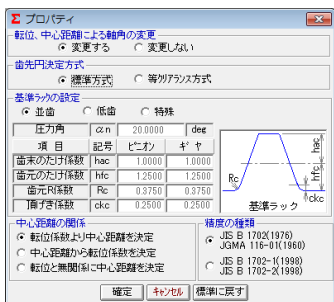 Σ プロパティ
転位、中心距離による軸角の変更
変更する 変更しない
歯先円決定方式
標準方式 等クリアランス方式
基準ラックの設定
並歯 低歯 特殊
圧力角 αn 20.0000 deg
項 目 記号 ピニオン ギ ヤ
歯末のたけ係数 hac 1.0000 1.0000
歯元のたけ係数 hfc 1.2500 1.2500
歯元R係数 Rc 0.3750 0.3750
頂げき係数 ckc 0.2500 0.2500
hac
hfc
Rc
ckc
基準ラック
中心距離の関係
転位係数より中心距離を決定
中心距離から転位係数を決定
転位と無関係に中心距離を決定
精度の種類
JIS B 1702(1976)
JGMA 116-01(1960)
JIS B 1702-1(1998)
JIS B 1702-2(1998)
確定 キャンセル 標準に戻す